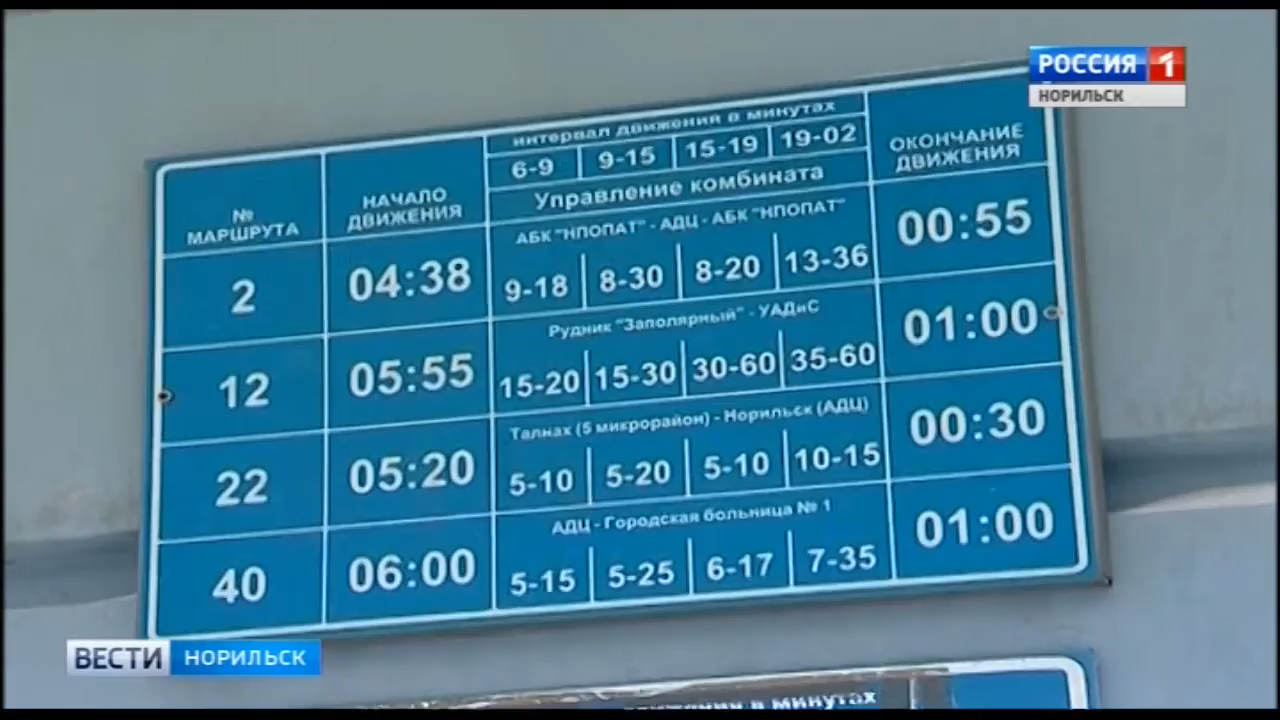 РОССИЯ 1
НОРИЛЬСК
№ МАРШРУТА
НАЧАЛО ДВИЖЕНИЯ
интервал движения в минутах
6-9 9-15 15-19 19-02
Управление комбината
ОКОНЧАНИЕ ДВИЖЕНИЯ
АБК "НПОПАТ" - АДЦ - АБК "НПОПАТ"
2 04:38 9-18 8-30 8-20 13-36 00:55
Рудник "Заполярный" - УАДиС
12 05:55 15-20 15-30 30-60 35-60 01:00
Талнах (5 микрорайон) - Норильск (АДЦ)
22 05:20 5-10 5-20 5-10 10-15 00:30
АДЦ - Городская больница № 1
40 06:00 5-15 5-25 6-17 7-35 01:00
ВЕСТИ НОРИЛЬСК
движения в минутах